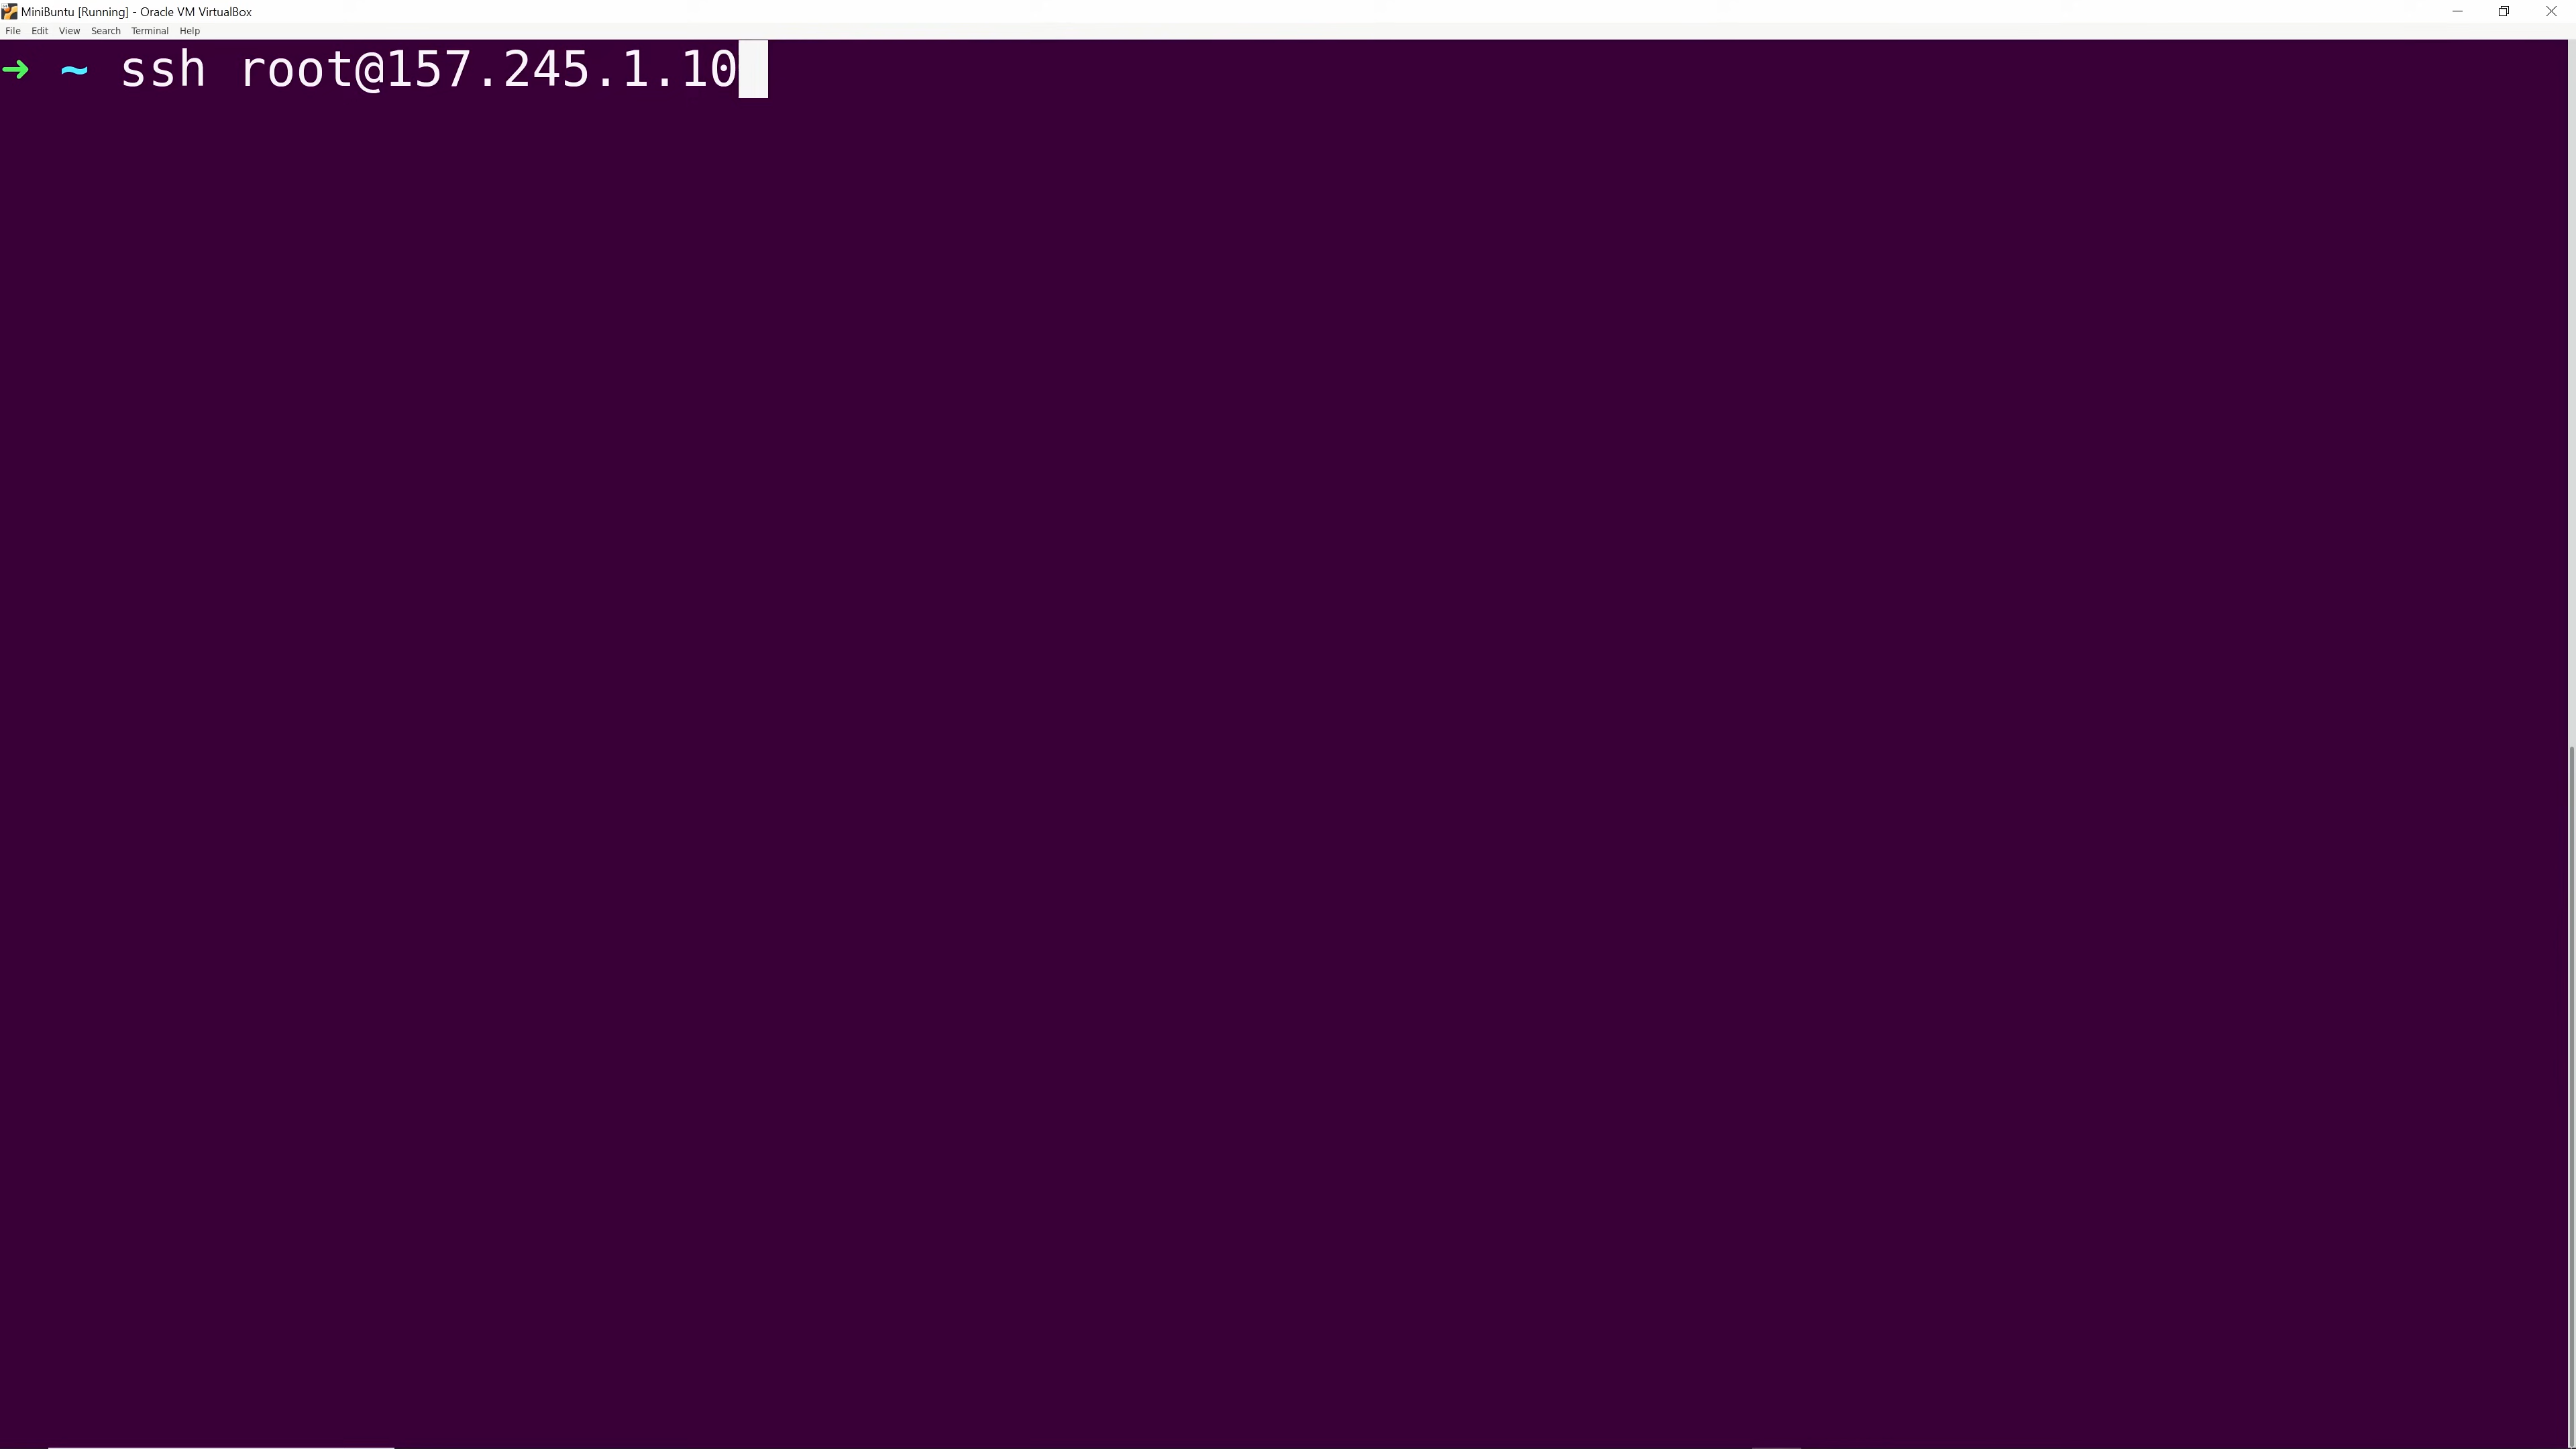 MiniBuntu [Running] - Oracle VM VirtualBox
File Edit View Search Terminal Help
➜ ~ ssh root@157.245.1.10